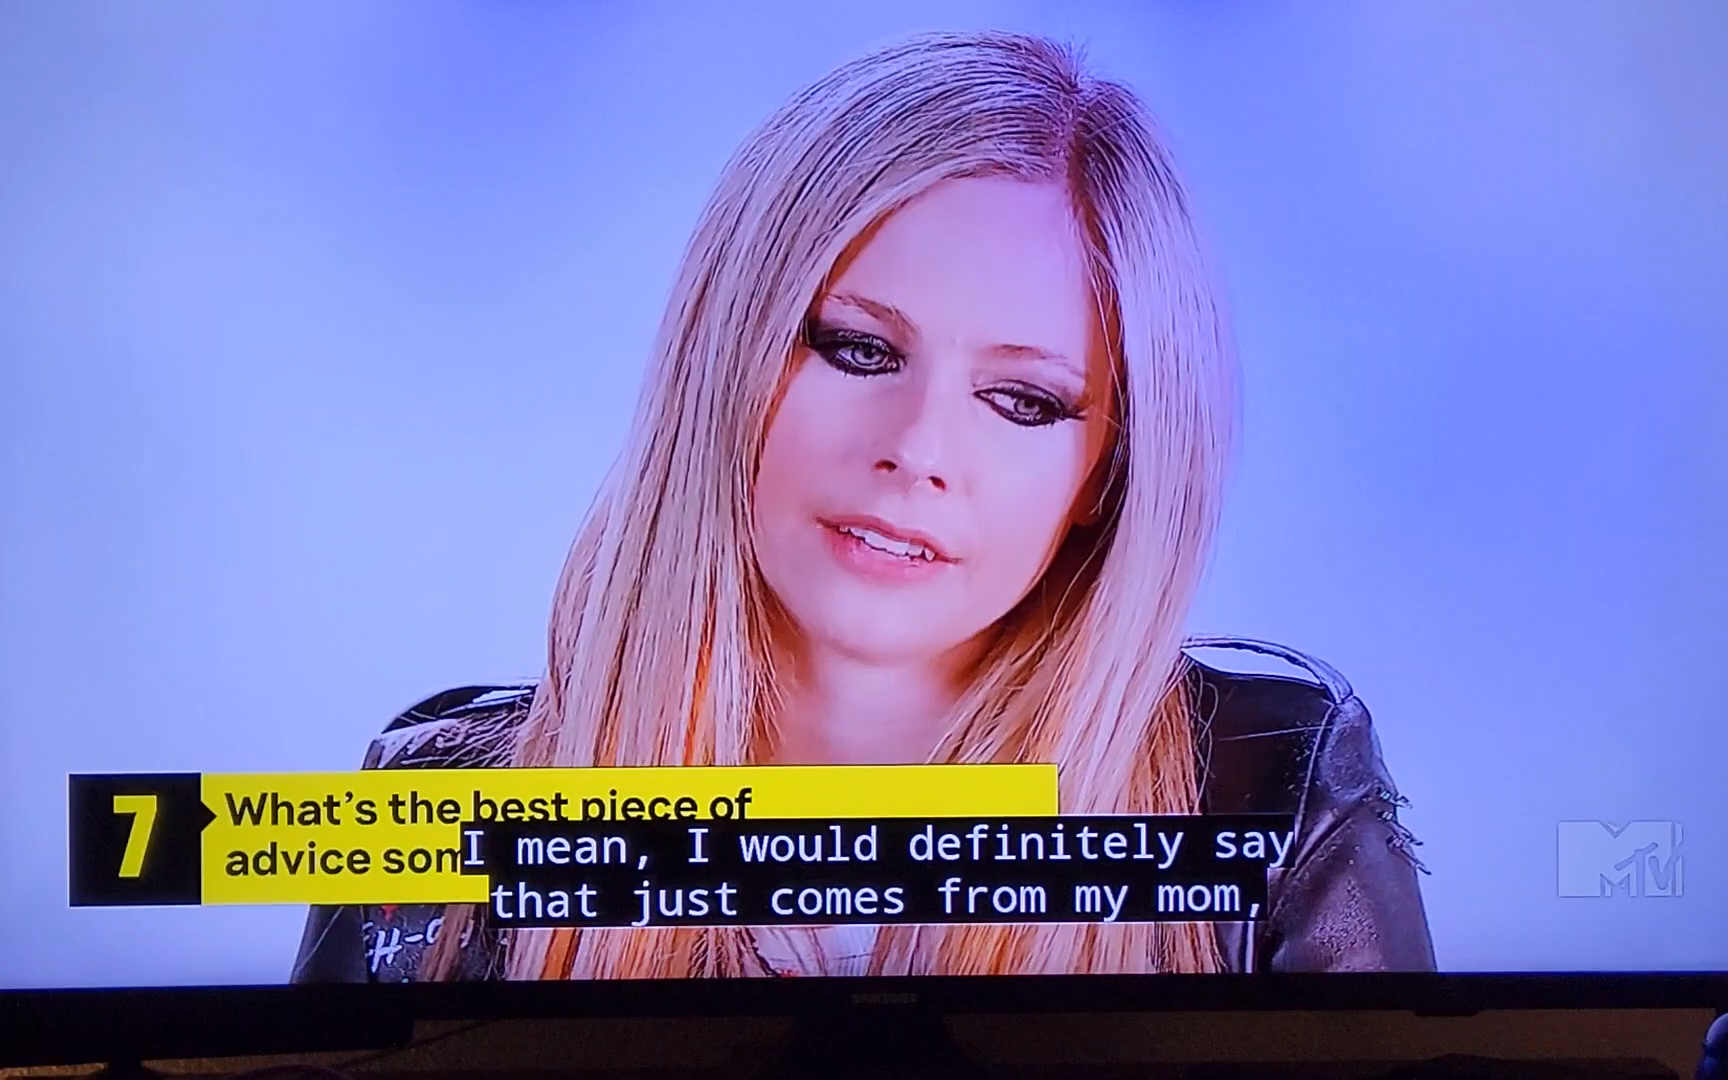 7
What's the best piece of
advice som
I mean, I would definitely say
that just comes from my mom,
MTV
SAMSUNG